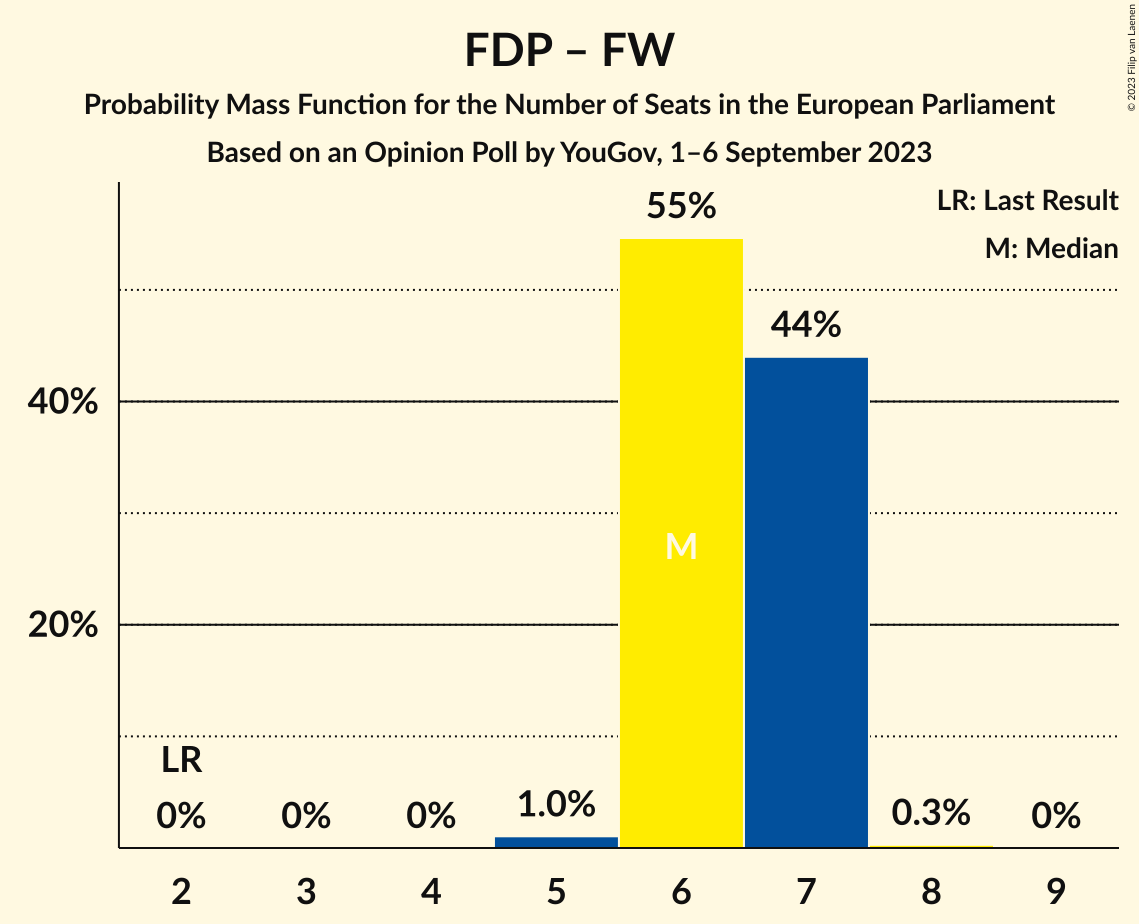 FDP – FW
Probability Mass Function for the Number of Seats in the European Parliament
Based on an Opinion Poll by YouGov, 1–6 September 2023
© 2023 Filip van Laenen
LR: Last Result
M: Median
55%
44%
40%
M
20%
LR
0% 0% 0% 1.0% 0.3% 0%
2 3 4 5 6 7 8 9